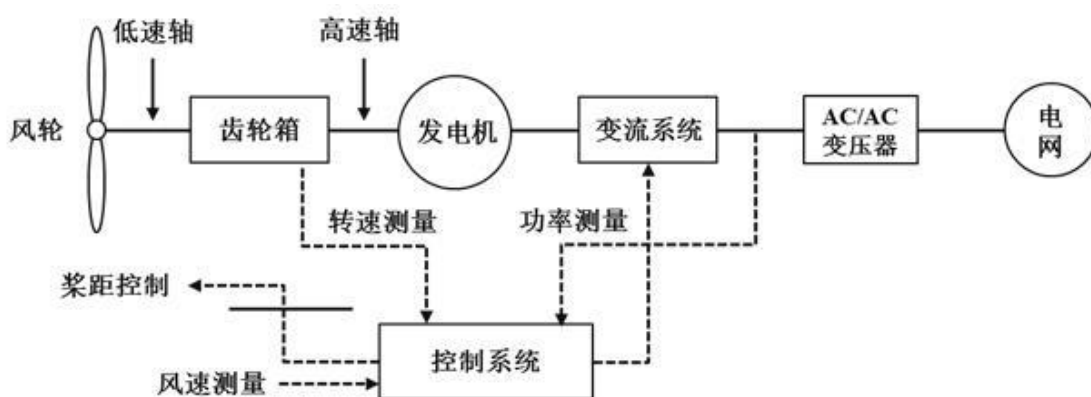 低速轴
高速轴
风轮
齿轮箱
发电机
变流系统
AC/AC
变压器
电
网
转速测量
功率测量
桨距控制
控制系统
风速测量